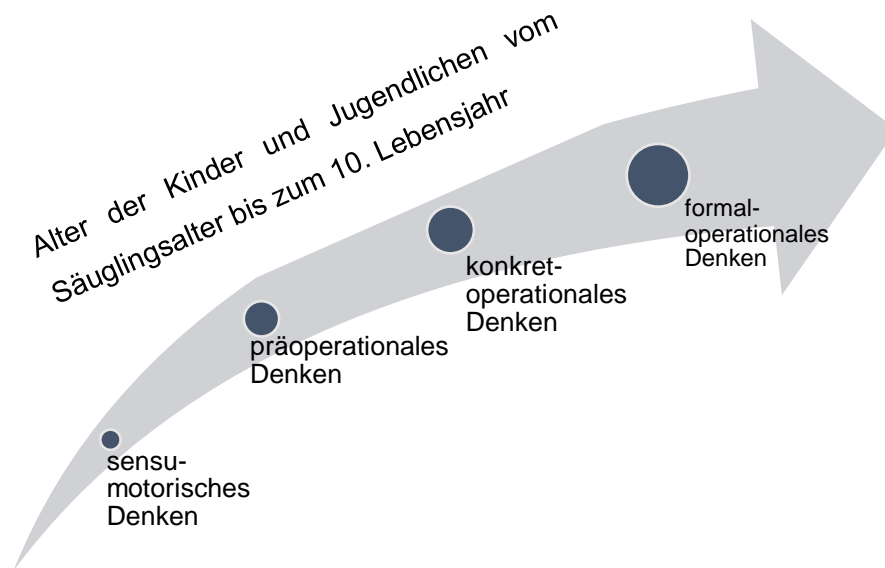 Alter der Kinder und Jugendlichen vom
Säuglingsalter bis zum 10. Lebensjahr
sensu-
motorisches
Denken
präoperationales
Denken
konkret-
operationales
Denken
formal-
operationales
Denken